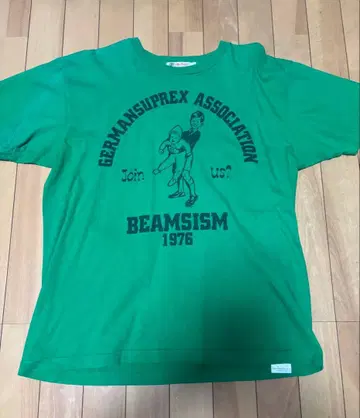 GERMANSUPREX ASSOCIATION
Join us?
BEAMSISM
1976